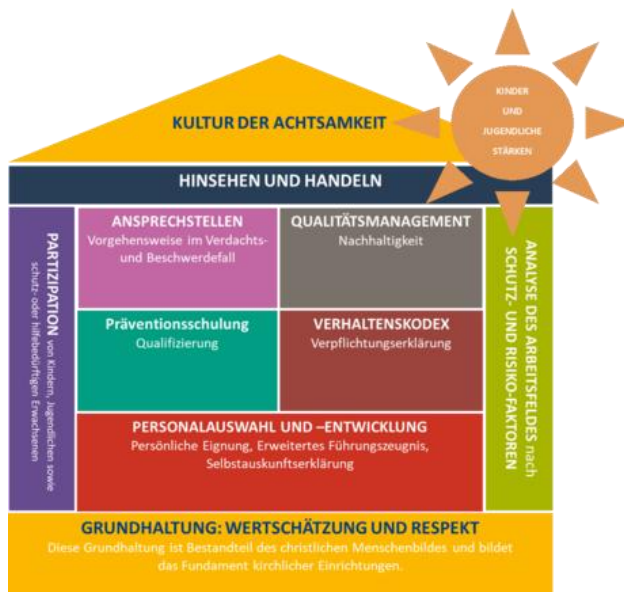 KULTUR DER ACHTSAMKEIT
KINDER
UND
JUGENDLICHE
STÄRKEN
HINSEHEN UND HANDELN
PARTIZIPATION von Kindern, Jugendlichen sowie
schutz- oder hilfebedürftigen Erwachsenen
ANSPRECHSTELLEN
Vorgehensweise im Verdachts-
und Beschwerdefall
QUALITÄTSMANAGEMENT
Nachhaltigkeit
Präventionsschulung
Qualifizierung
VERHALTENSKODEX
Verpflichtungserklärung
PERSONALAUSWAHL UND –ENTWICKLUNG
Persönliche Eignung, Erweitertes Führungszeugnis,
Selbstauskunftserklärung
ANALYSE DES ARBEITSFELDES nach
SCHUTZ- UND RISIKO-FAKTOREN
GRUNDHALTUNG: WERTSCHÄTZUNG UND RESPEKT
Diese Grundhaltung ist Bestandteil des christlichen Menschenbildes und bildet
das Fundament kirchlicher Einrichtungen.